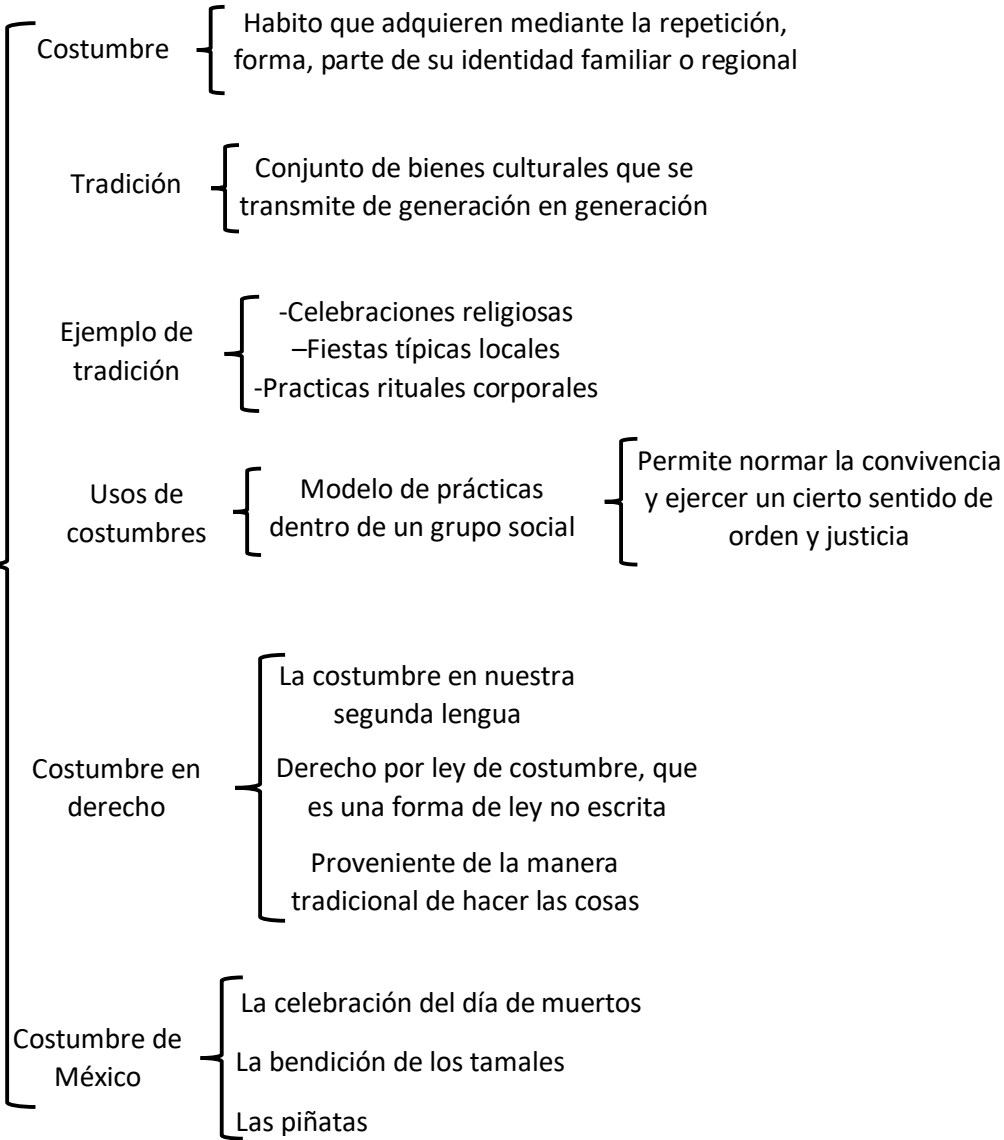 Costumbre
Habito que adquieren mediante la repetición,
forma, parte de su identidad familiar o regional
Tradición
Conjunto de bienes culturales que se
transmite de generación en generación
Ejemplo de
tradición
-Celebraciones religiosas
–Fiestas típicas locales
-Practicas rituales corporales
Usos de
costumbres
Modelo de prácticas
dentro de un grupo social
Permite normar la convivencia
y ejercer un cierto sentido de
orden y justicia
Costumbre en
derecho
La costumbre en nuestra
segunda lengua
Derecho por ley de costumbre, que
es una forma de ley no escrita
Proveniente de la manera
tradicional de hacer las cosas
Costumbre de
México
La celebración del día de muertos
La bendición de los tamales
Las piñatas